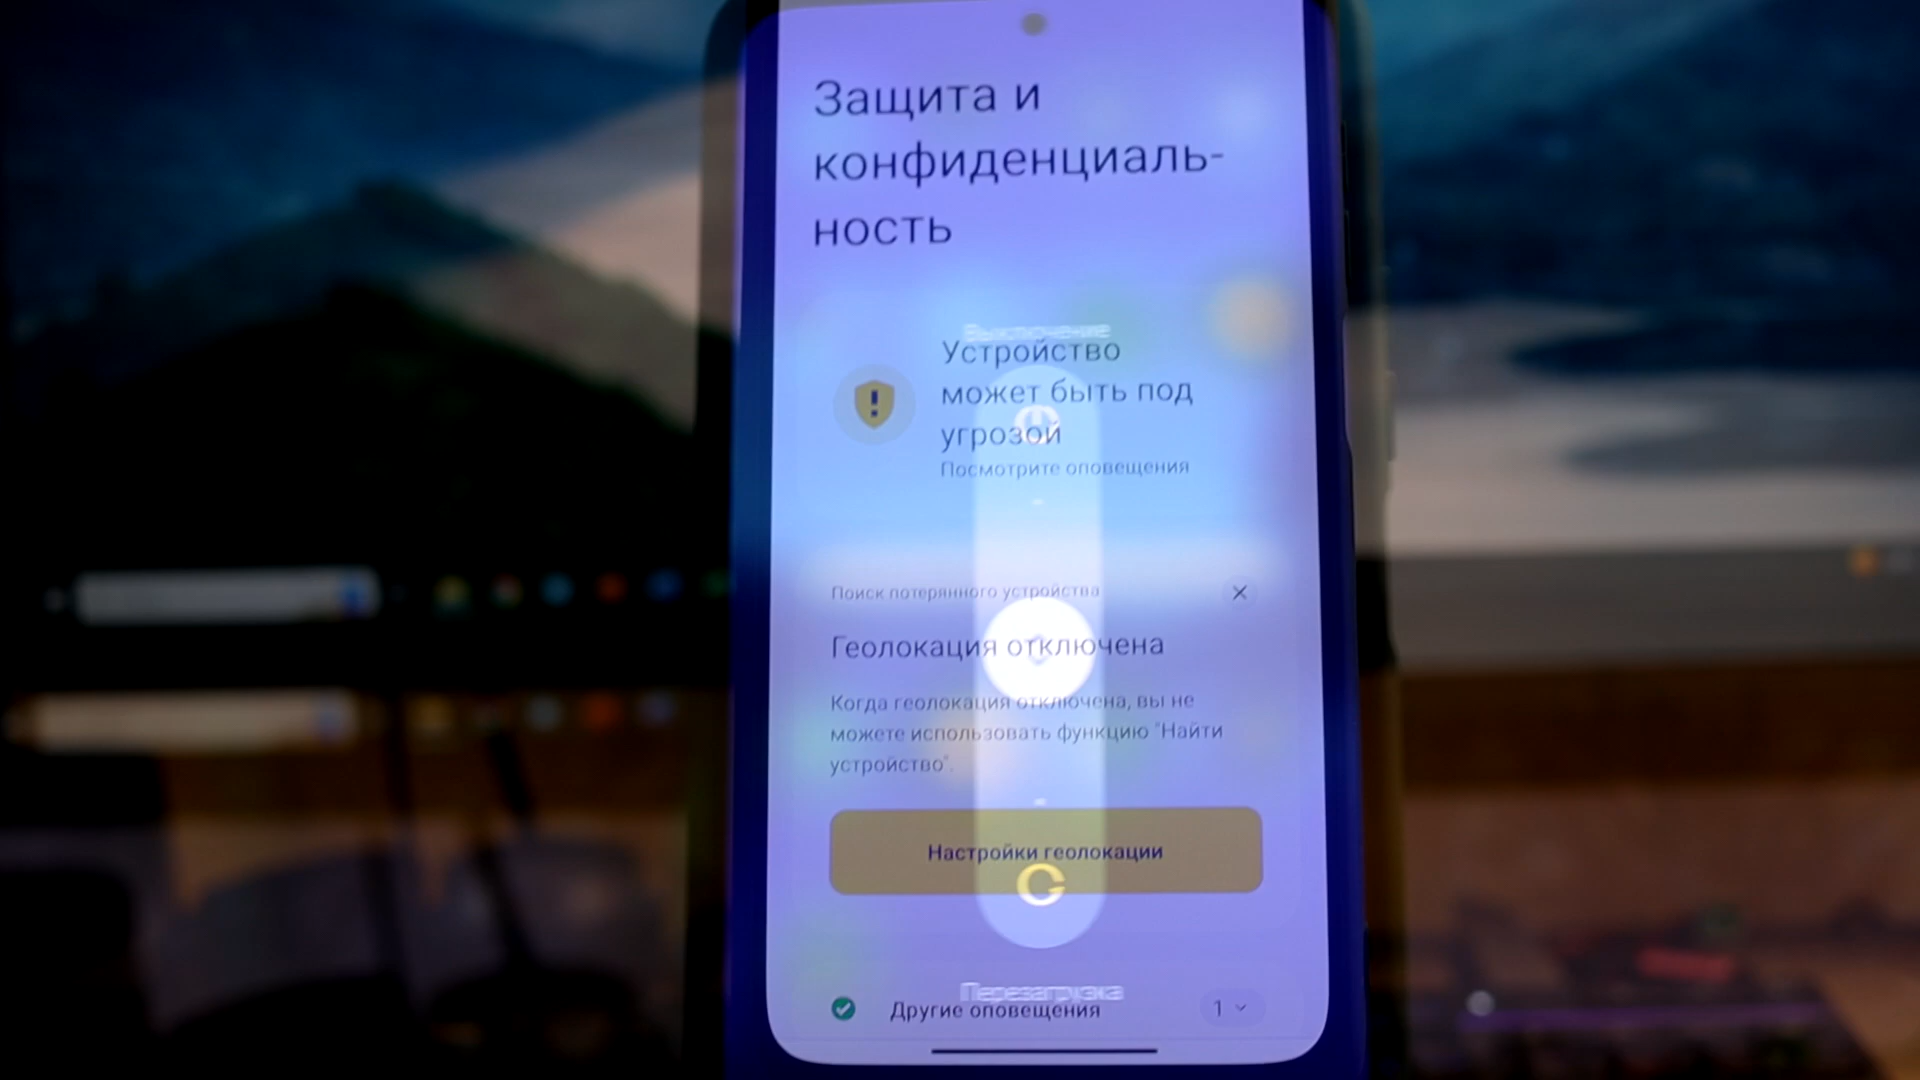 Защита и
конфиденциаль-
ность
Выключение
Устройство
может быть под
угрозой
Посмотрите оповещения
Поиск потерянного устройства
Геолокация отключена
Когда геолокация отключена, вы не
можете использовать функцию "Найти
устройство".
Настройки геолокации
Перезагрузка
Другие оповещения 1